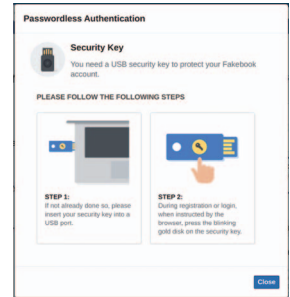 Passwordless Authentication
Security Key
You need a USB security key to protect your Fakebook
account.
PLEASE FOLLOW THE FOLLOWING STEPS
STEP 1:
If not already done so, please
insert your security key into a
USB port.
STEP 2:
During registration or login,
when instructed by the
browser, press the blinking
gold disk on the security key.
Close